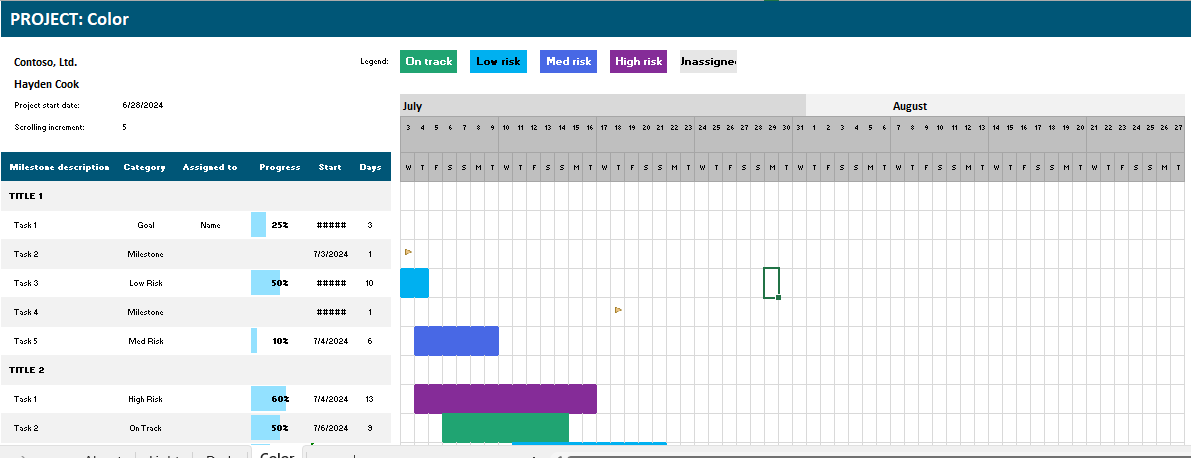 PROJECT: Color
Contoso, Ltd.
Legend: On track Low risk Med risk High risk Unassigne
Hayden Cook
Project start date: 6/28/2024
July August
Scrolling increment: 5
3 4 5 6 7 8 9 10 11 12 13 14 15 16 17 18 19 20 21 22 23 24 25 26 27 28 29 30 31 1 2 3 4 5 6 7 8 9 10 11 12 13 14 15 16 17 18 19 20 21 22 23 24 25 26 27
Milestone description Category Assigned to Progress Start Days W T F S S M T W T F S S M T W T F S S M T W T F S S M T W T F S S M T W T F S S M T W T F S S M T W T F S S M T
TITLE 1
Task 1 Goal Name 25% ##### 3
Task 2 Milestone 7/3/2024 1
Task 3 Low Risk 50% ##### 10
Task 4 Milestone ##### 1
Task 5 Med Risk 10% 7/4/2024 6
TITLE 2
Task 1 High Risk 60% 7/4/2024 13
Task 2 On Track 50% 7/6/2024 9
Color